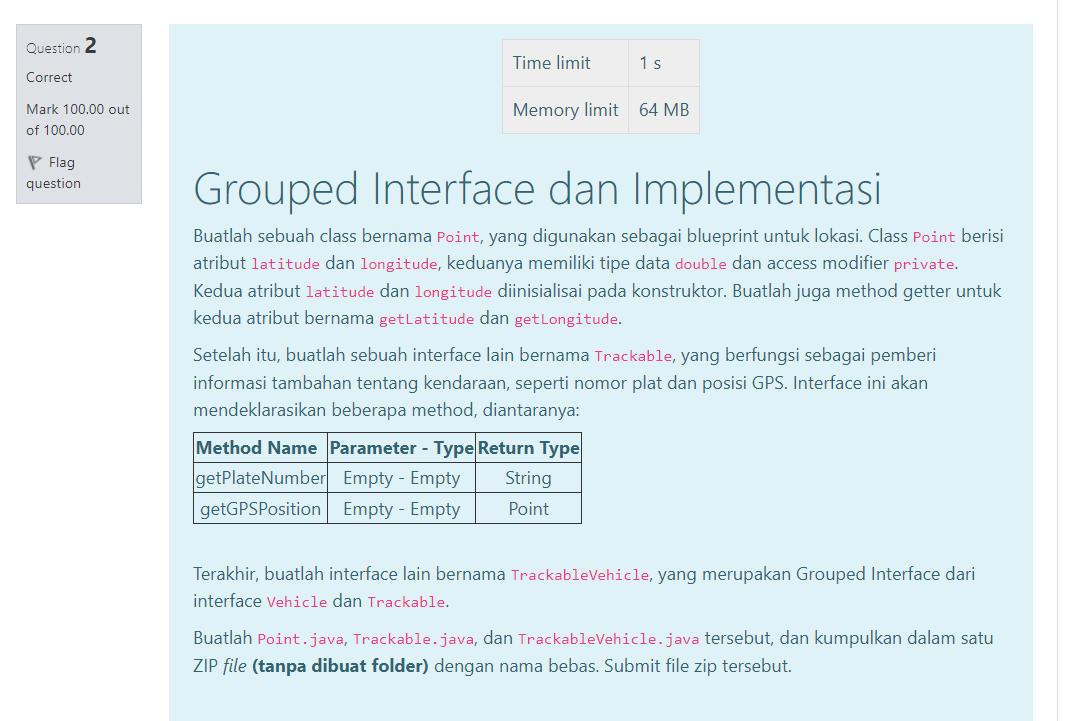 Question 2
Correct
Mark 100.00 out
of 100.00
Flag
question
Time limit 1 s
Memory limit 64 MB
Grouped Interface dan Implementasi
Buatlah sebuah class bernama Point, yang digunakan sebagai blueprint untuk lokasi. Class Point berisi
atribut latitude dan longitude, keduanya memiliki tipe data double dan access modifier private.
Kedua atribut latitude dan longitude diinisialisai pada konstruktor. Buatlah juga method getter untuk
kedua atribut bernama getLatitude dan getLongitude.
Setelah itu, buatlah sebuah interface lain bernama Trackable, yang berfungsi sebagai pemberi
informasi tambahan tentang kendaraan, seperti nomor plat dan posisi GPS. Interface ini akan
mendeklarasikan beberapa method, diantaranya:
Method Name Parameter - Type Return Type
getPlateNumber Empty - Empty String
getGPSPosition Empty - Empty Point
Terakhir, buatlah interface lain bernama TrackableVehicle, yang merupakan Grouped Interface dari
interface Vehicle dan Trackable.
Buatlah Point.java, Trackable.java, dan TrackableVehicle.java tersebut, dan kumpulkan dalam satu
ZIP file (tanpa dibuat folder) dengan nama bebas. Submit file zip tersebut.